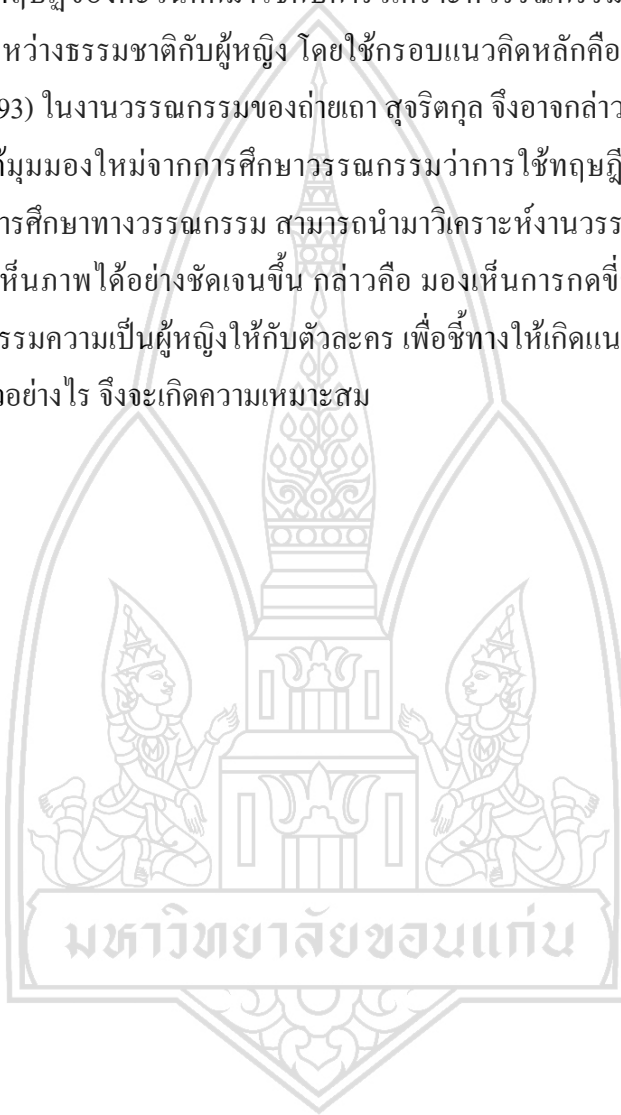 หว่างธรรมชาติกับผู้หญิง โดยใช้กรอบแนวคิดหลักคือ
93) ในงานวรรณกรรมของถ่ายเถา สุจริตกุล จึงอาจกล่าว
มุมมองใหม่จากการศึกษาวรรณกรรมว่าการใช้ทฤษฎี
ารศึกษาทางวรรณกรรม สามารถนำมาวิเคราะห์งานวรร
ห็นภาพได้อย่างชัดเจนขึ้น กล่าวคือ มองเห็นการกดขี่
รรมความเป็นผู้หญิงให้กับตัวละคร เพื่อชี้ทางให้เกิดแน
อย่างไร จึงจะเกิดความเหมาะสม
มหาวิทยาลัยขอนแก่น